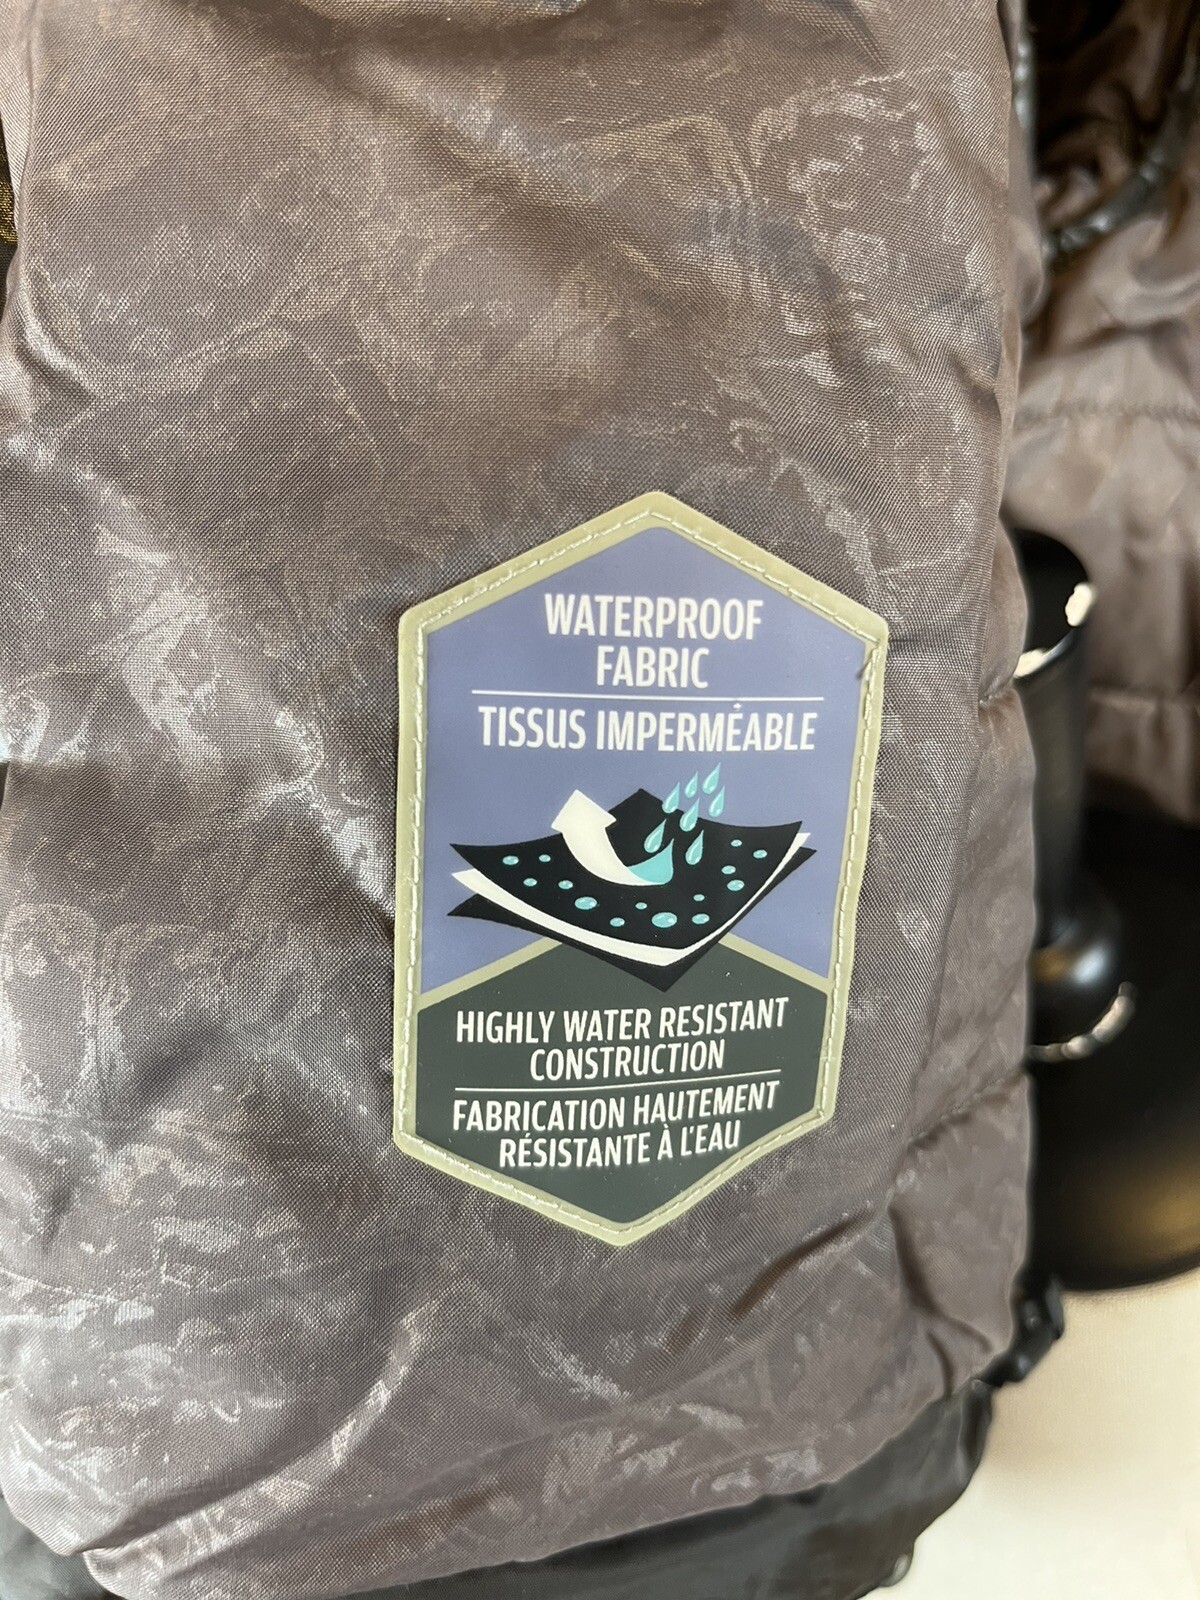 WATERPROOF
FABRIC
TISSUS IMPERMÉABLE
HIGHLY WATER RESISTANT
CONSTRUCTION
FABRICATION HAUTEMENT
RÉSISTANTE À L'EAU